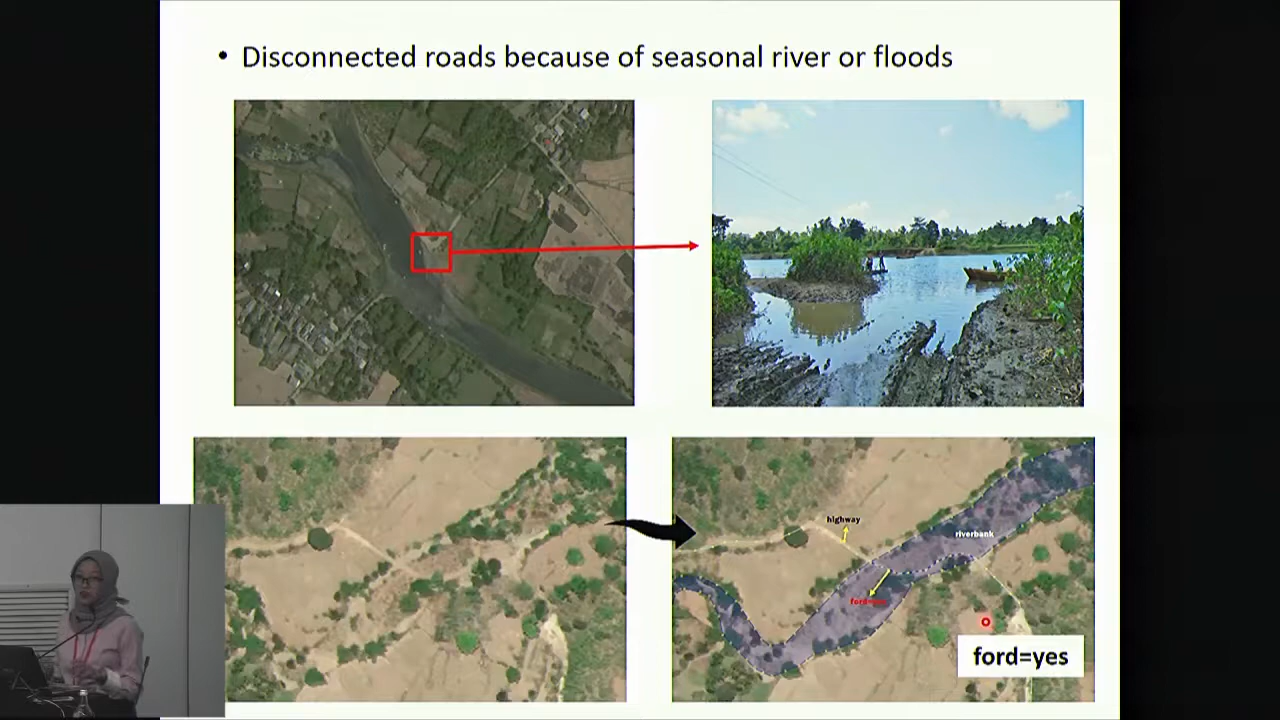 • Disconnected roads because of seasonal river or floods
highway
riverbank
ford=yes